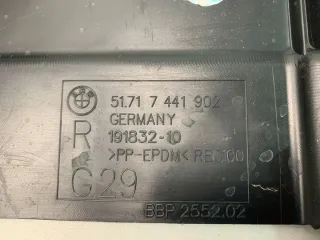 51.71 7 441 902
GERMANY
R 191832-10
>PP-EPDM<
G29
BBP 2552.02